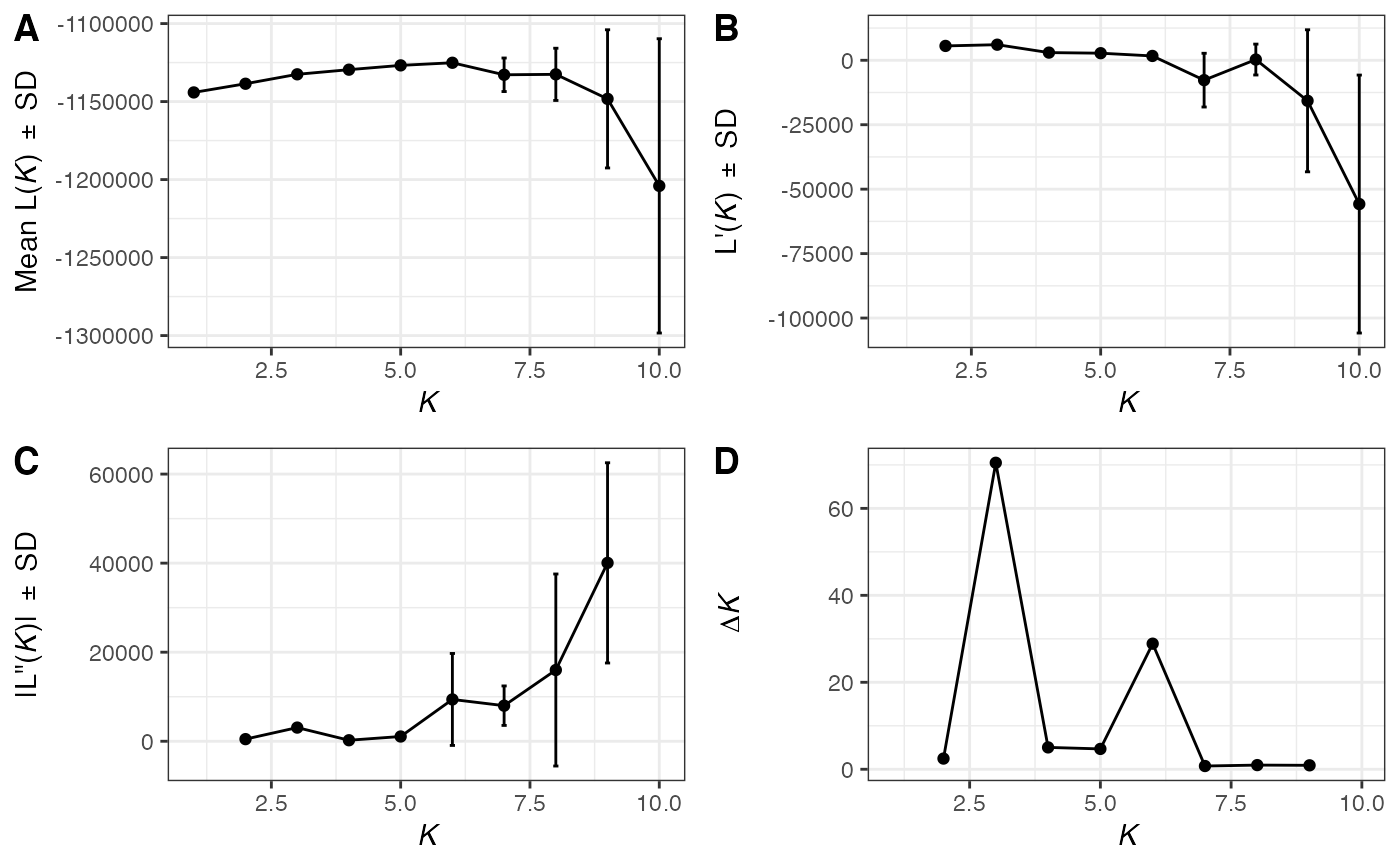 A
Mean L(K) ± SD
-1100000
-1150000
-1200000
-1250000
-1300000
2.5 5.0 7.5 10.0
K
B
L'(K) ± SD
0
-25000
-50000
-75000
-100000
2.5 5.0 7.5 10.0
K
C
|L"(K)| ± SD
60000
40000
20000
0
2.5 5.0 7.5 10.0
K
D
ΔK
60
40
20
0
2.5 5.0 7.5 10.0
K